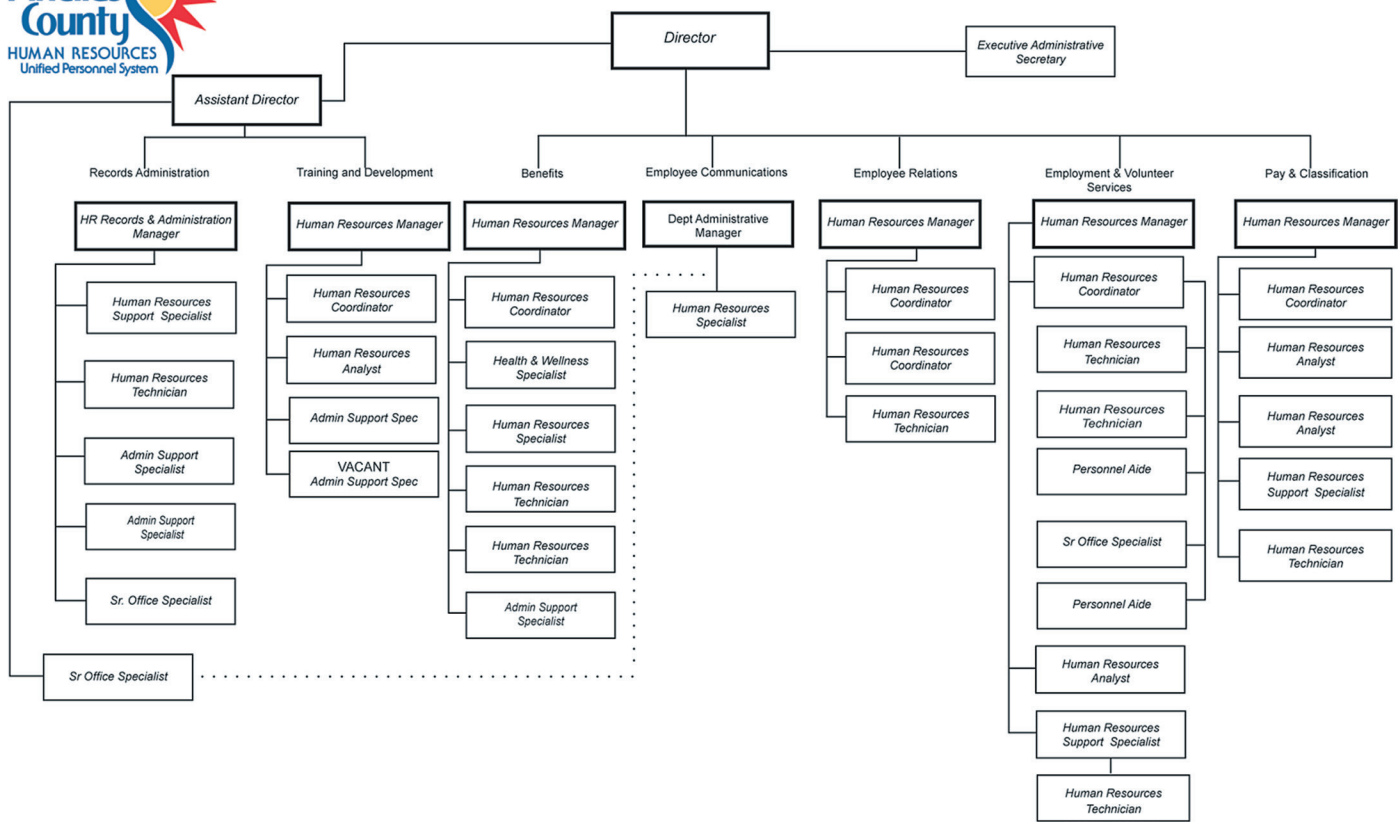 County
HUMAN RESOURCES
Unified Personnel System
Director
Executive Administrative
Secretary
Assistant Director
Records Administration
Training and Development
Benefits
Employee Communications
Employee Relations
Employment & Volunteer
Services
Pay & Classification
HR Records & Administration
Manager
Human Resources Support Specialist
Human Resources
Technician
Admin Support
Specialist
Admin Support
Specialist
Sr. Office Specialist
Sr Office Specialist
Human Resources Manager
Human Resources
Coordinator
Human Resources
Analyst
Admin Support Spec
VACANT
Admin Support Spec
Human Resources Manager
Human Resources
Coordinator
Health & Wellness
Specialist
Human Resources
Specialist
Human Resources
Technician
Human Resources
Technician
Admin Support
Specialist
Dept Administrative
Manager
Human Resources
Specialist
Human Resources Manager
Human Resources
Coordinator
Human Resources
Coordinator
Human Resources
Technician
Human Resources Manager
Human Resources
Coordinator
Human Resources
Technician
Human Resources
Technician
Personnel Aide
Sr Office Specialist
Personnel Aide
Human Resources
Analyst
Human Resources
Support Specialist
Human Resources
Technician
Human Resources Manager
Human Resources
Coordinator
Human Resources
Analyst
Human Resources
Analyst
Human Resources
Support Specialist
Human Resources
Technician